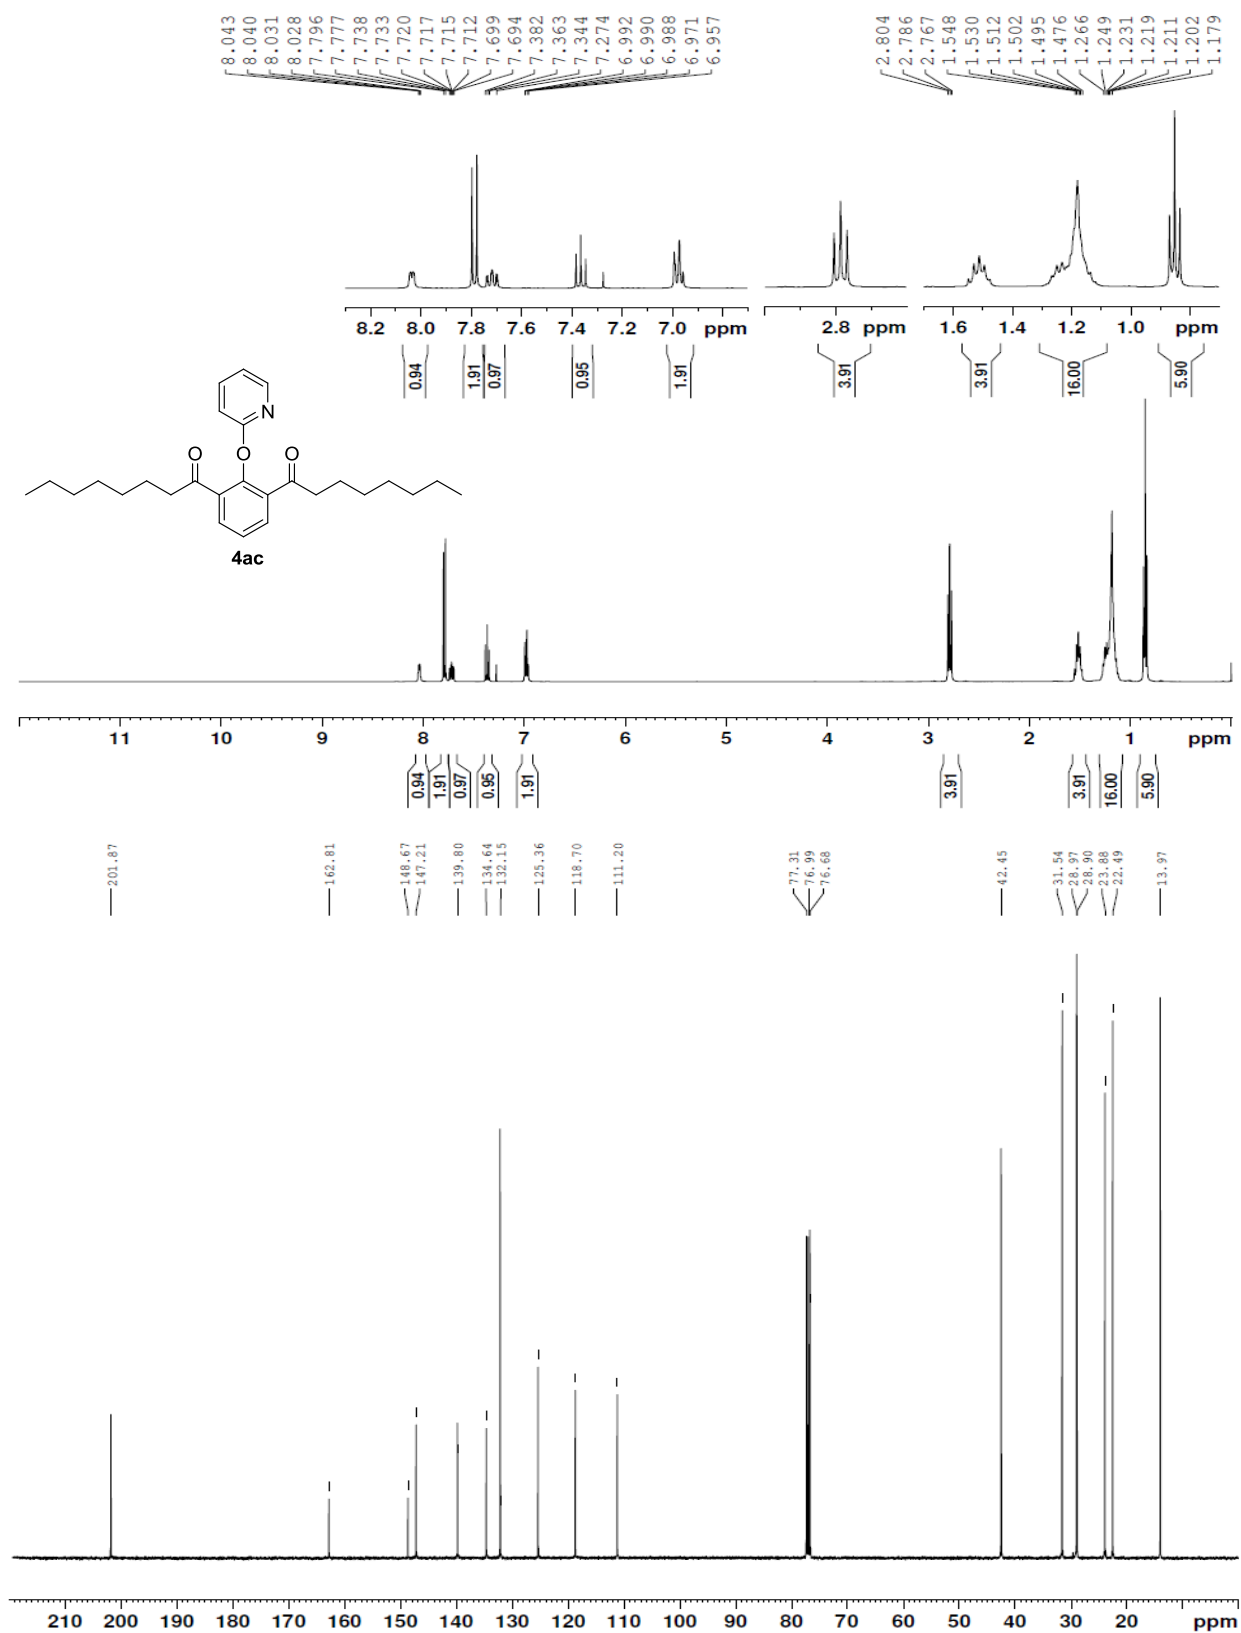 8.043 8.040 8.031 8.028 7.796 7.777 7.738 7.733 7.720 7.717 7.715 7.712 7.699 7.694 7.382 7.363 7.344 7.274 6.992 6.990 6.988 6.971 6.957
2.804 2.786 2.767 1.548 1.530 1.512 1.502 1.495 1.476 1.266 1.249 1.231 1.219 1.211 1.202 1.179
8.2 8.0 7.8 7.6 7.4 7.2 7.0 ppm
2.8 ppm
1.6 1.4 1.2 1.0 ppm
0.94 1.91 0.97 0.95 1.91 3.91 3.91 16.00 5.90
N
O O O
4ac
11 10 9 8 7 6 5 4 3 2 1 ppm
0.94 1.91 0.97 0.95 1.91 3.91 3.91 16.00 5.90
201.87 162.81 148.67 147.21 139.80 134.64 132.15 125.36 118.70 111.20 77.31 76.99 76.68 42.45 31.54 28.97 28.90 23.88 22.49 13.97
210 200 190 180 170 160 150 140 130 120 110 100 90 80 70 60 50 40 30 20 ppm